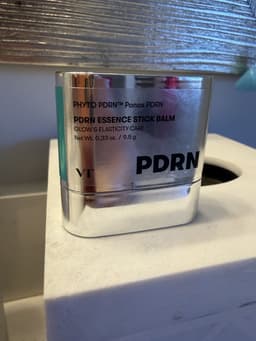 PHYTO PDRN™ Panax PDRN
PDRN ESSENCE STICK BALM
GLOW & ELASTICITY CARE
Net Wt. 0.33 oz. / 9.5 g
VT
PDRN